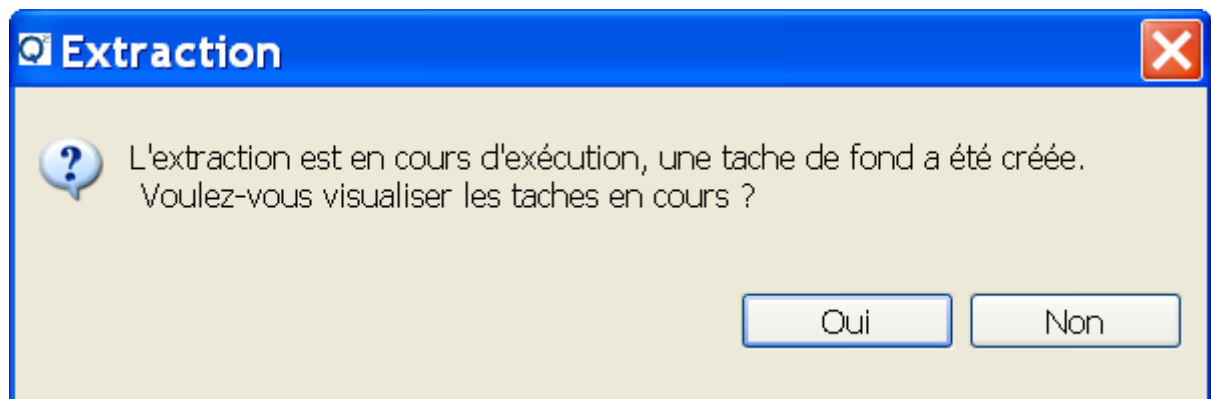 Extraction
L'extraction est en cours d'exécution, une tache de fond a été créée.
Voulez-vous visualiser les taches en cours ?
Oui
Non